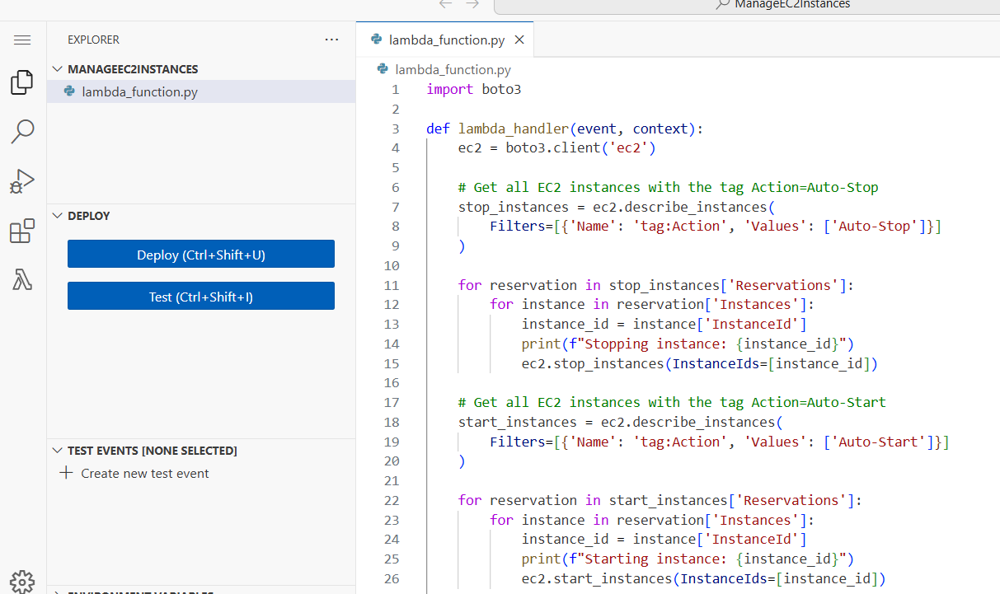 ManageEC2Instances
EXPLORER
...
MANAGEEC2INSTANCES
lambda_function.py
DEPLOY
Deploy (Ctrl+Shift+U)
Test (Ctrl+Shift+I)
TEST EVENTS [NONE SELECTED]
+ Create new test event
ENVIRONMENT VARIABLES
lambda_function.py ×
lambda_function.py
1 import boto3
2
3 def lambda_handler(event, context):
4     ec2 = boto3.client('ec2')
5
6     # Get all EC2 instances with the tag Action=Auto-Stop
7     stop_instances = ec2.describe_instances(
8         Filters=[{'Name': 'tag:Action', 'Values': ['Auto-Stop']}]
9     )
10
11     for reservation in stop_instances['Reservations']:
12         for instance in reservation['Instances']:
13             instance_id = instance['InstanceId']
14             print(f"Stopping instance: {instance_id}")
15             ec2.stop_instances(InstanceIds=[instance_id])
16
17     # Get all EC2 instances with the tag Action=Auto-Start
18     start_instances = ec2.describe_instances(
19         Filters=[{'Name': 'tag:Action', 'Values': ['Auto-Start']}]
20     )
21
22     for reservation in start_instances['Reservations']:
23         for instance in reservation['Instances']:
24             instance_id = instance['InstanceId']
25             print(f"Starting instance: {instance_id}")
26             ec2.start_instances(InstanceIds=[instance_id])